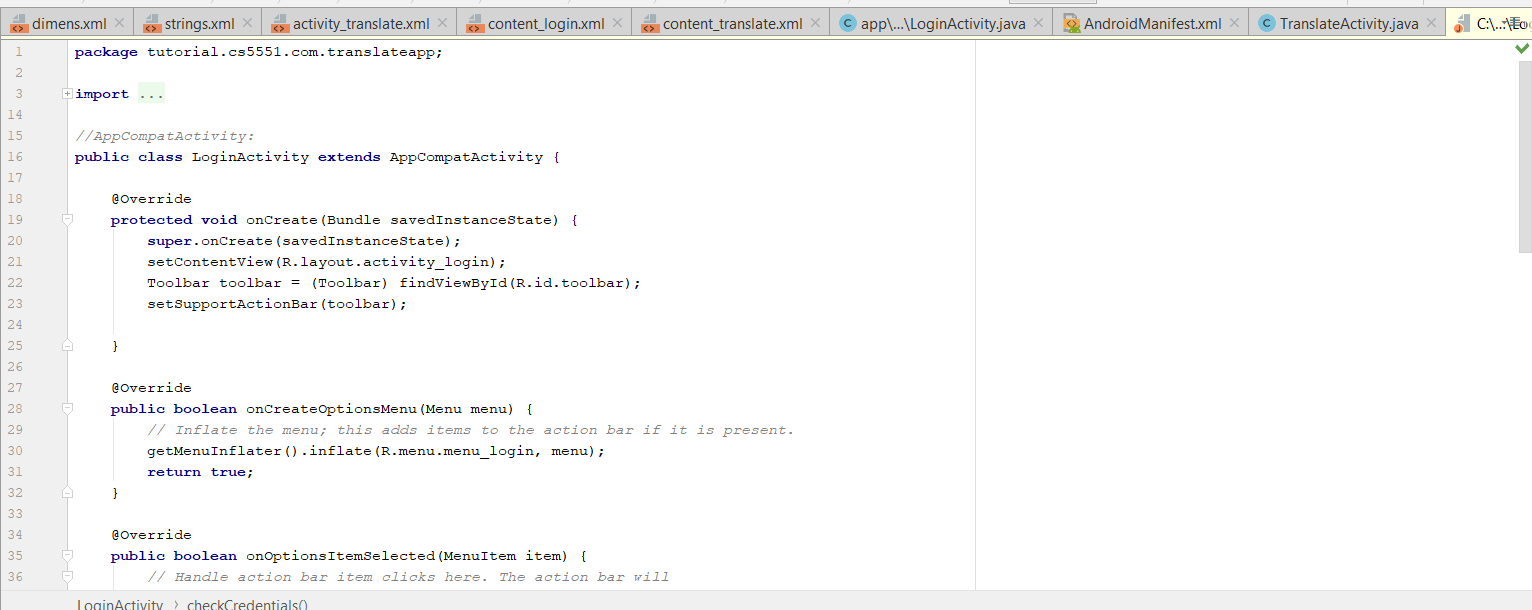 dimens.xml strings.xml activity_translate.xml content_login.xml content_translate.xml app\...\LoginActivity.java AndroidManifest.xml TranslateActivity.java C:\...\Lo
1 package tutorial.cs5551.com.translateapp;
2
3 import ...
14
15 //AppCompatActivity:
16 public class LoginActivity extends AppCompatActivity {
17
18 @Override
19 protected void onCreate(Bundle savedInstanceState) {
20 super.onCreate(savedInstanceState);
21 setContentView(R.layout.activity_login);
22 Toolbar toolbar = (Toolbar) findViewById(R.id.toolbar);
23 setSupportActionBar(toolbar);
24
25 }
26
27 @Override
28 public boolean onCreateOptionsMenu(Menu menu) {
29 // Inflate the menu; this adds items to the action bar if it is present.
30 getMenuInflater().inflate(R.menu.menu_login, menu);
31 return true;
32 }
33
34 @Override
35 public boolean onOptionsItemSelected(MenuItem item) {
36 // Handle action bar item clicks here. The action bar will
LoginActivity › checkCredentials()